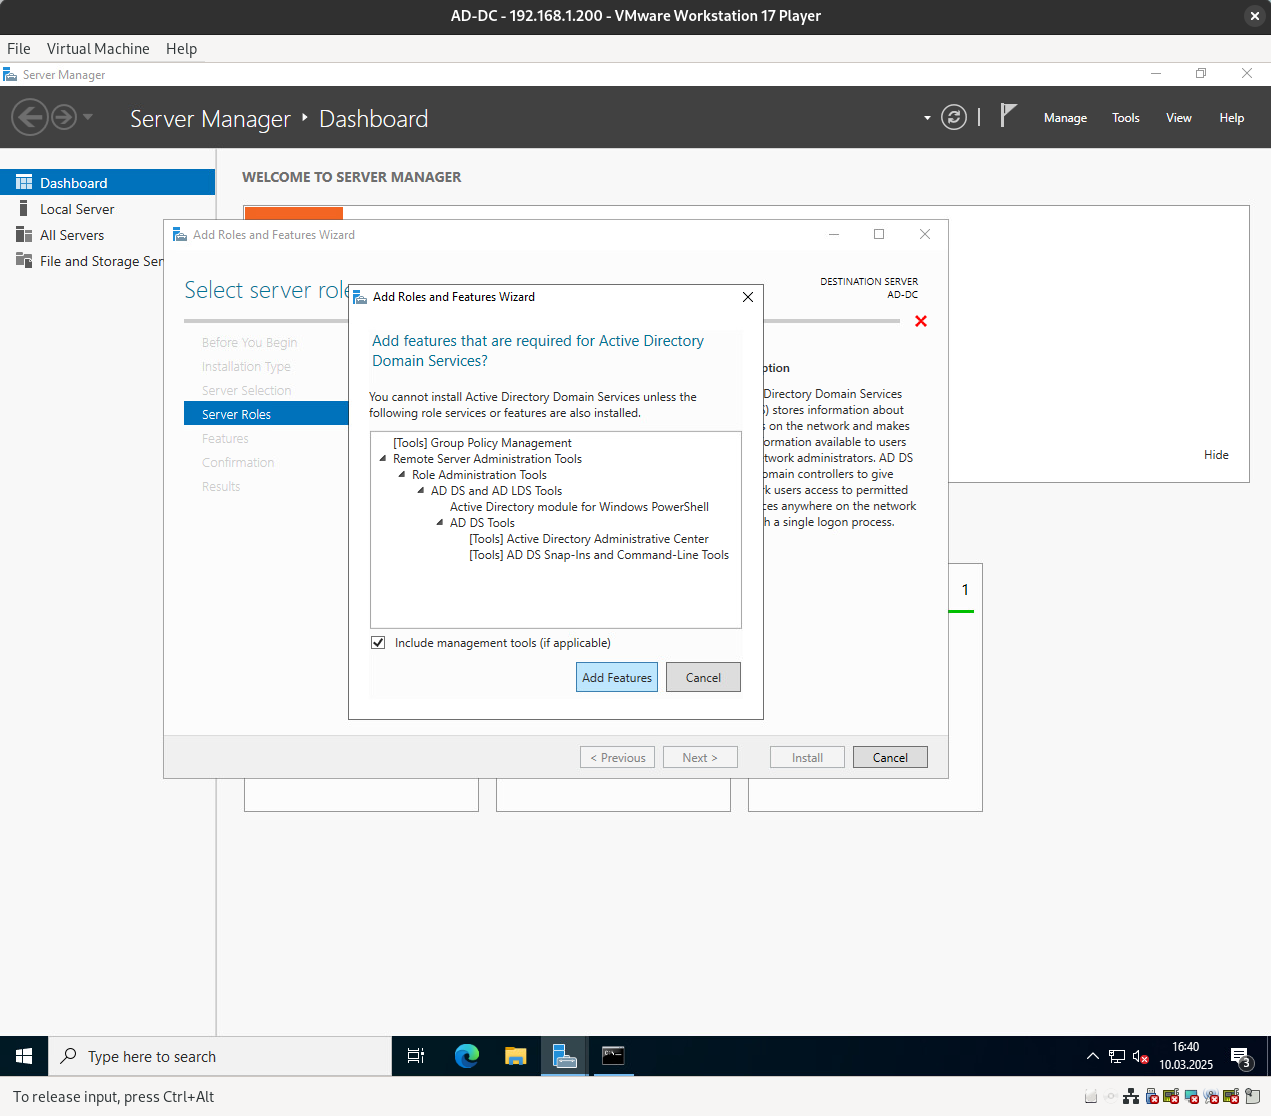 AD-DC - 192.168.1.200 - VMware Workstation 17 Player
File Virtual Machine Help
Server Manager
Server Manager Dashboard
Manage Tools View Help
Dashboard
Local Server
All Servers
File and Storage Ser
WELCOME TO SERVER MANAGER
Hide
1
Add Roles and Features Wizard
Select server role
DESTINATION SERVER
AD-DC
Before You Begin
Installation Type
Server Selection
Server Roles
Features
Confirmation
Results
ption
Directory Domain Services
) stores information about
s on the network and makes
ormation available to users
twork administrators. AD DS
omain controllers to give
rk users access to permitted
ces anywhere on the network
h a single logon process.
< Previous Next > Install Cancel
Add Roles and Features Wizard
Add features that are required for Active Directory
Domain Services?
You cannot install Active Directory Domain Services unless the
following role services or features are also installed.
[Tools] Group Policy Management
Remote Server Administration Tools
Role Administration Tools
AD DS and AD LDS Tools
Active Directory module for Windows PowerShell
AD DS Tools
[Tools] Active Directory Administrative Center
[Tools] AD DS Snap-Ins and Command-Line Tools
Include management tools (if applicable)
Add Features Cancel
Type here to search
16:40
10.03.2025
3
To release input, press Ctrl+Alt